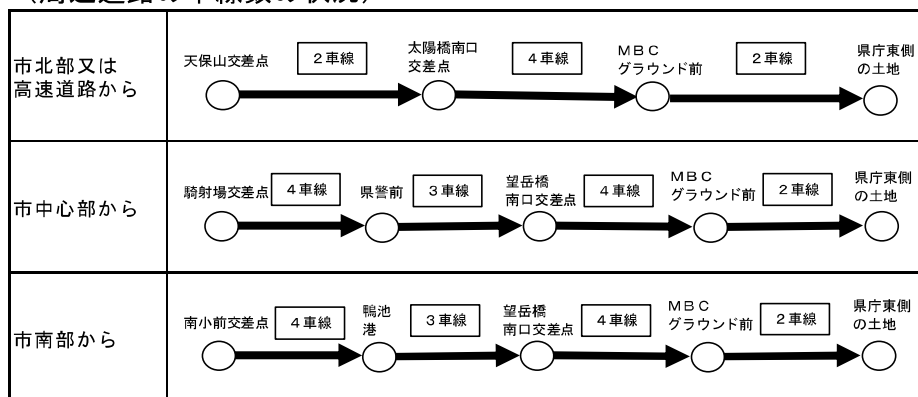 (周辺道路の車線数の状況)
市北部又は
高速道路から
天保山交差点
２車線
太陽橋南口
交差点
４車線
ＭＢＣ
グラウンド前
２車線
県庁東側
の土地
市中心部から
騎射場交差点
４車線
県警前
３車線
望岳橋
南口交差点
４車線
ＭＢＣ
グラウンド前
２車線
県庁東側
の土地
市南部から
南小前交差点
４車線
鴨池
港
３車線
望岳橋
南口交差点
４車線
ＭＢＣ
グラウンド前
２車線
県庁東側
の土地